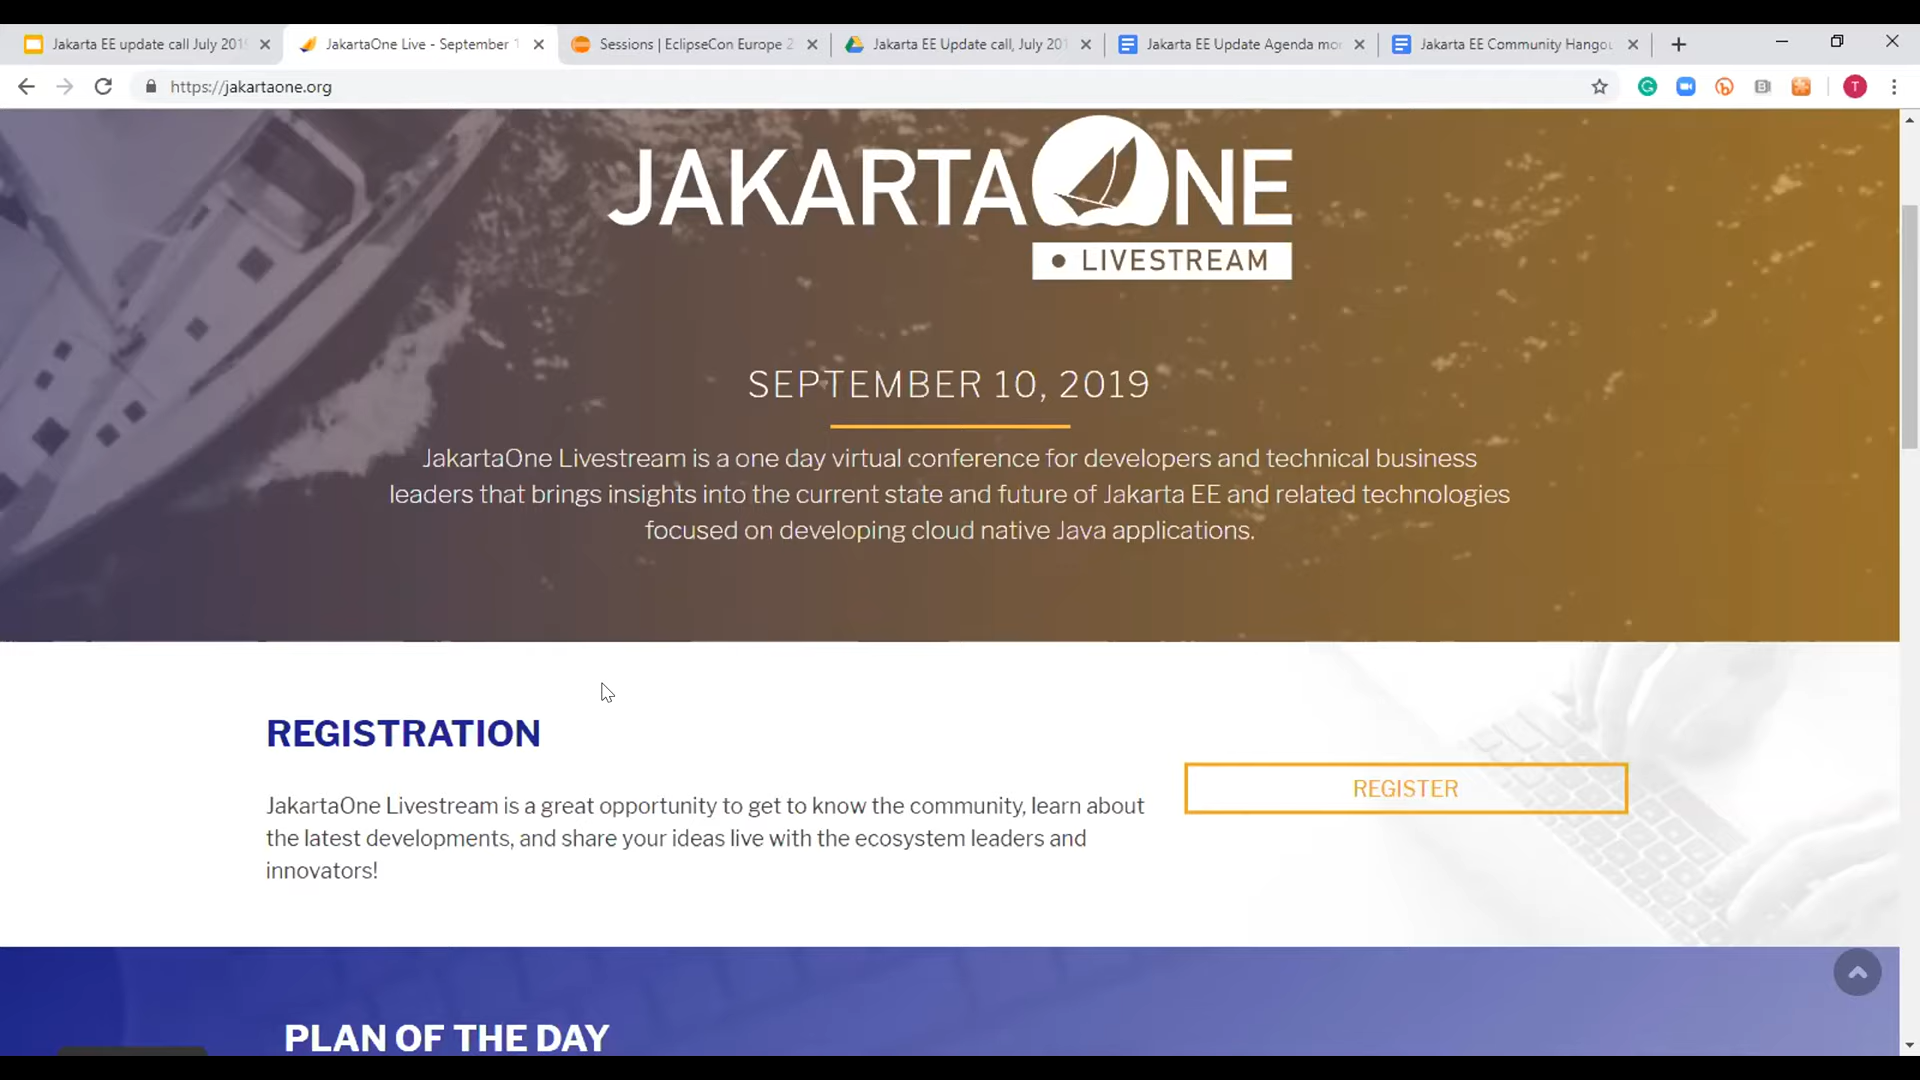 Jakarta EE update call July 201
JakartaOne Live - September 1
Sessions | EclipseCon Europe 2
Jakarta EE Update call, July 201
Jakarta EE Update Agenda mo
Jakarta EE Community Hango
https://jakartaone.org
T
JAKARTAONE
LIVESTREAM
SEPTEMBER 10, 2019
JakartaOne Livestream is a one day virtual conference for developers and technical business
leaders that brings insights into the current state and future of Jakarta EE and related technologies
focused on developing cloud native Java applications.
REGISTRATION
JakartaOne Livestream is a great opportunity to get to know the community, learn about
the latest developments, and share your ideas live with the ecosystem leaders and
innovators!
REGISTER
PLAN OF THE DAY